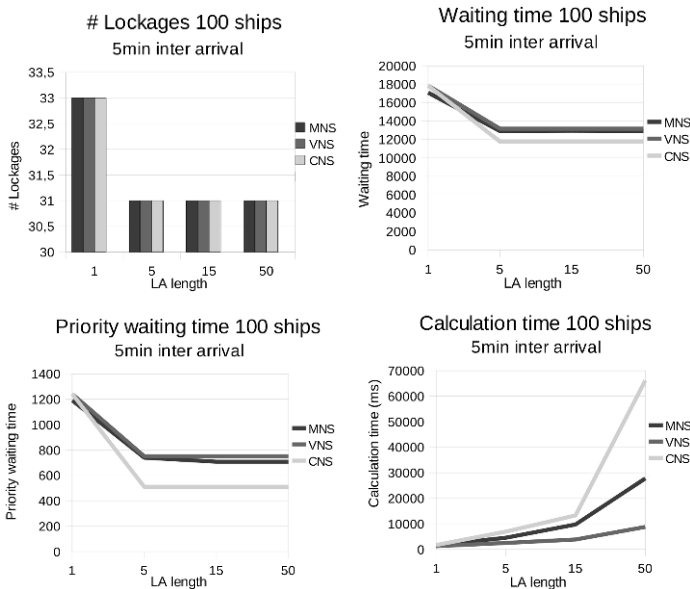 # Lockages 100 ships
5min inter arrival
33,5
33
32,5
32
31,5
31
30,5
30
# Lockages
1 5 15 50
LA length
MNS
VNS
CNS
Waiting time 100 ships
5min inter arrival
20000
18000
16000
14000
12000
10000
8000
6000
4000
2000
0
Waiting time
1 5 15 50
LA length
MNS
VNS
CNS
Priority waiting time 100 ships
5min inter arrival
1400
1200
1000
800
600
400
200
0
Priority waiting time
1 5 15 50
LA length
MNS
VNS
CNS
Calculation time 100 ships
5min inter arrival
70000
60000
50000
40000
30000
20000
10000
0
Calculation time (ms)
1 5 15 50
LA length
MNS
VNS
CNS